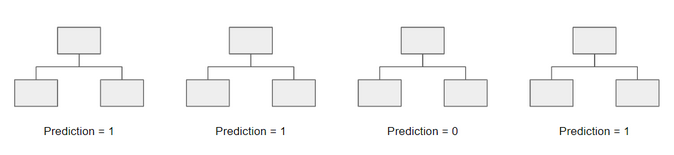 Prediction = 1 Prediction = 1 Prediction = 0 Prediction = 1